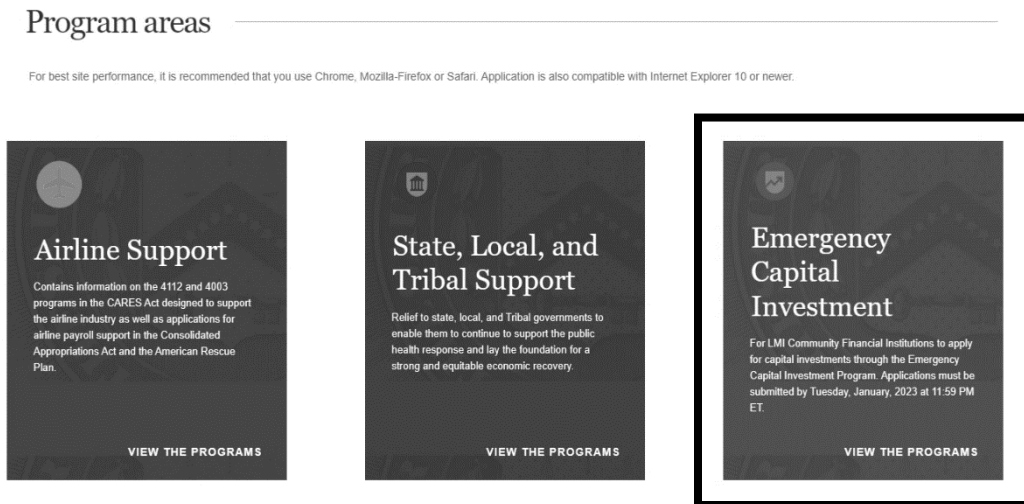 Program areas
For best site performance, it is recommended that you use Chrome, Mozilla-Firefox or Safari. Application is also compatible with Internet Explorer 10 or newer.
Airline Support
Contains information on the 4112 and 4003
programs in the CARES Act designed to support
the airline industry as well as applications for
airline payroll support in the Consolidated
Appropriations Act and the American Rescue
Plan.
VIEW THE PROGRAMS
State, Local, and
Tribal Support
Relief to state, local, and Tribal governments to
enable them to continue to support the public
health response and lay the foundation for a
strong and equitable economic recovery.
VIEW THE PROGRAMS
Emergency
Capital
Investment
For LMI Community Financial Institutions to apply
for capital investments through the Emergency
Capital Investment Program. Applications must be
submitted by Tuesday, January, 2023 at 11:59 PM
ET.
VIEW THE PROGRAMS